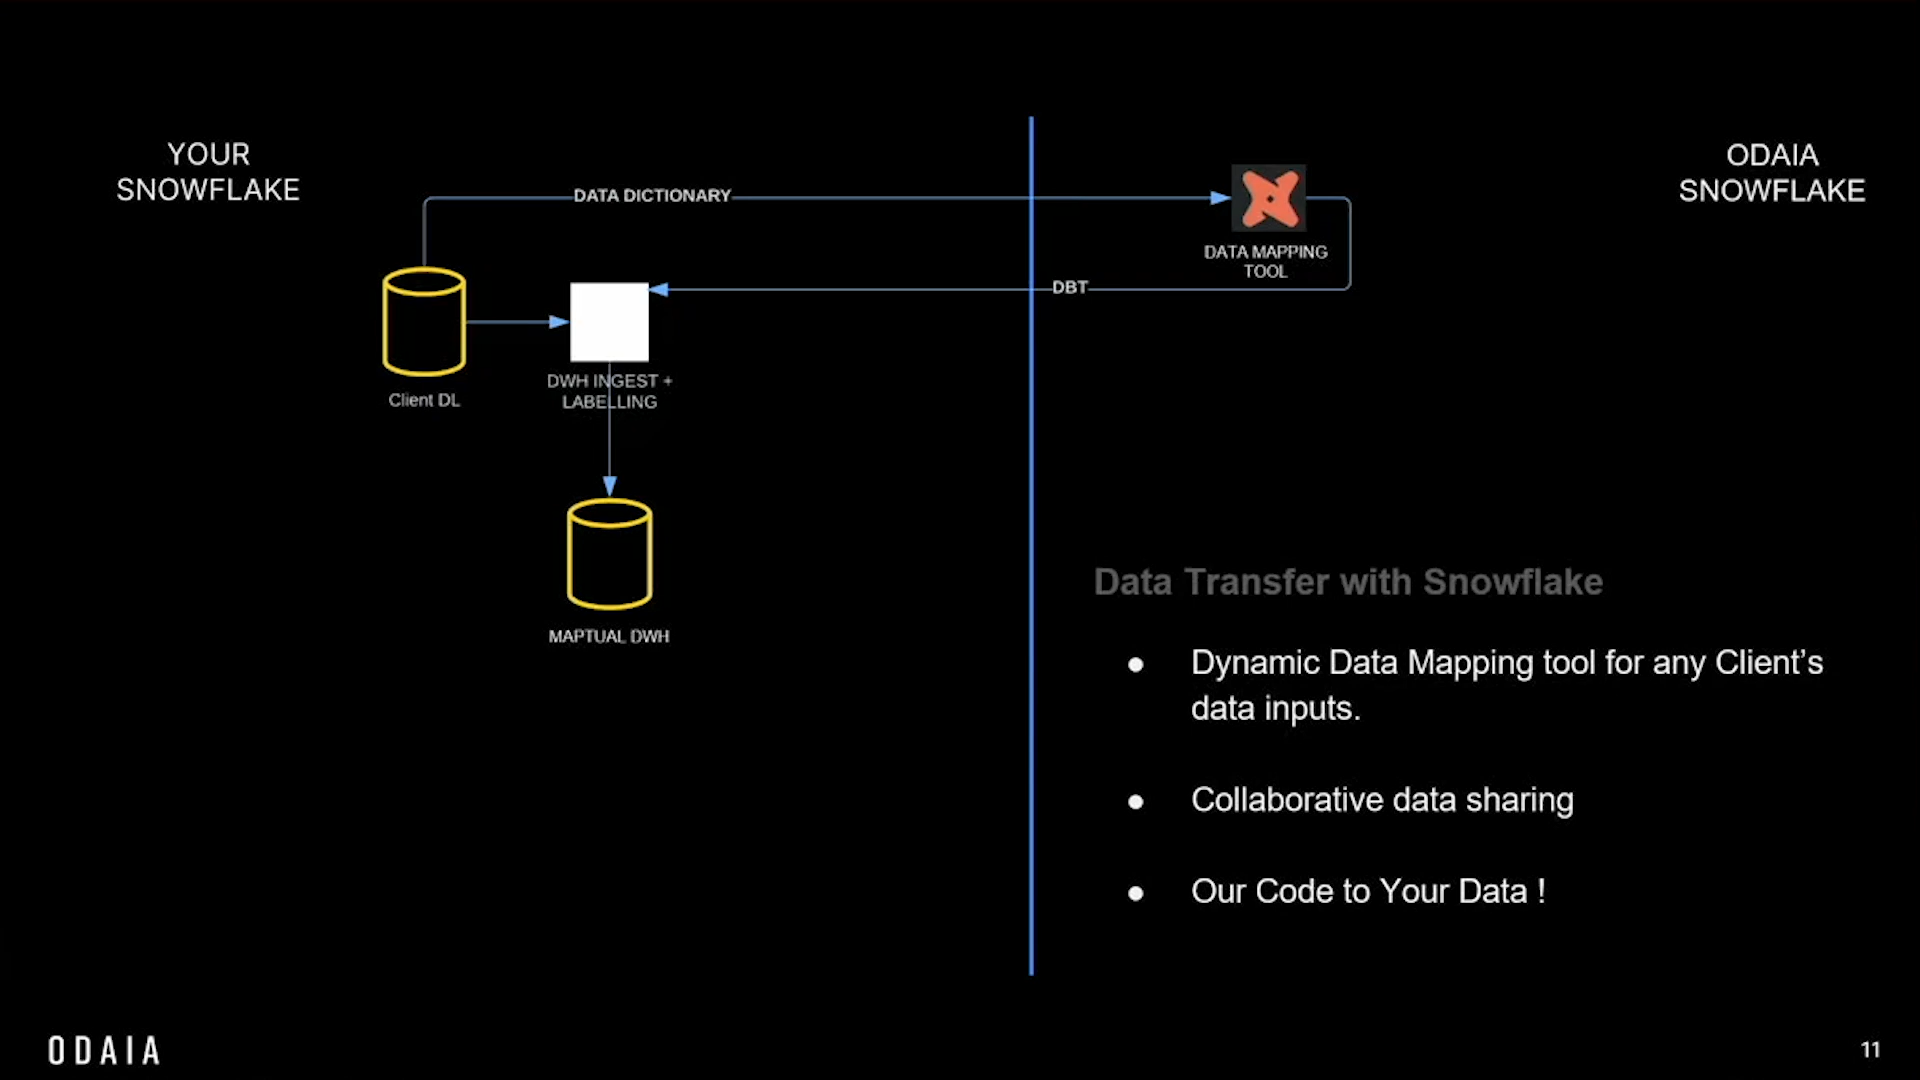 YOUR
SNOWFLAKE
ODAIA
SNOWFLAKE
DATA DICTIONARY
DATA MAPPING
TOOL
DBT
Client DL
DWH INGEST +
LABELLING
MAPTUAL DWH
Data Transfer with Snowflake
● Dynamic Data Mapping tool for any Client’s
data inputs.
● Collaborative data sharing
● Our Code to Your Data !
ODAIA
11